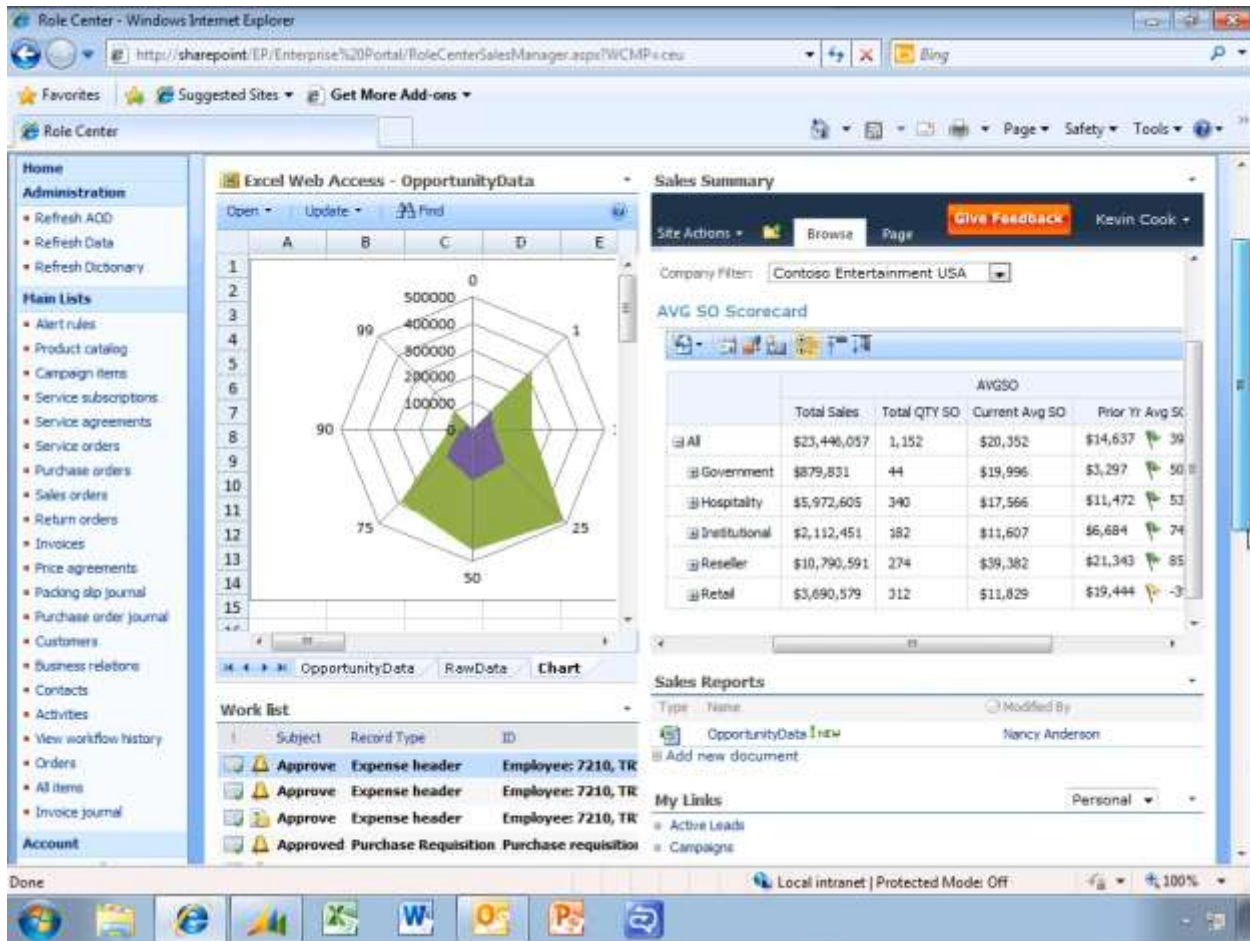 Role Center - Windows Internet Explorer
http://sharepoint/EP/Enterprise%20Portal/RoleCenterSalesManager.aspx?WCMP=ceu
Bing
Favorites Suggested Sites Get More Add-ons
Role Center
Page Safety Tools
Home
Administration
Refresh AOD
Refresh Data
Refresh Dictionary
Main Lists
Alert rules
Product catalog
Campaign items
Service subscriptions
Service agreements
Service orders
Purchase orders
Sales orders
Return orders
Invoices
Price agreements
Packing slip journal
Purchase order journal
Customers
Business relations
Contacts
Activities
View workflow history
Orders
All items
Invoice journal
Account
Excel Web Access - OpportunityData
Open Update Find
A B C D E
1
2
3
4
5
6
7
8
9
10
11
12
13
14
15
0
500000
400000
300000
200000
100000
0
1
25
50
75
90
99
OpportunityData RawData Chart
Work list
! Subject Record Type ID
Approve Expense header Employee: 7210, TR
Approve Expense header Employee: 7210, TR
Approve Expense header Employee: 7210, TR
Approved Purchase Requisition Purchase requisition
Sales Summary
Site Actions Browse Page Give Feedback Kevin Cook
Company Filter: Contoso Entertainment USA
AVG SO Scorecard
AVGSO
Total Sales Total QTY SO Current Avg SO Prior Yr Avg SO
All $23,446,057 1,152 $20,352 $14,637 39
Government $879,831 44 $19,996 $3,297 50
Hospitality $5,972,605 340 $17,566 $11,472 53
Institutional $2,112,451 182 $11,607 $6,684 74
Reseller $10,790,591 274 $39,382 $21,343 85
Retail $3,690,579 312 $11,829 $19,444 -3
Sales Reports
Type Name Modified By
OpportunityData NEW Nancy Anderson
Add new document
My Links Personal
Active Leads
Campaigns
Done
Local intranet | Protected Mode: Off 100%